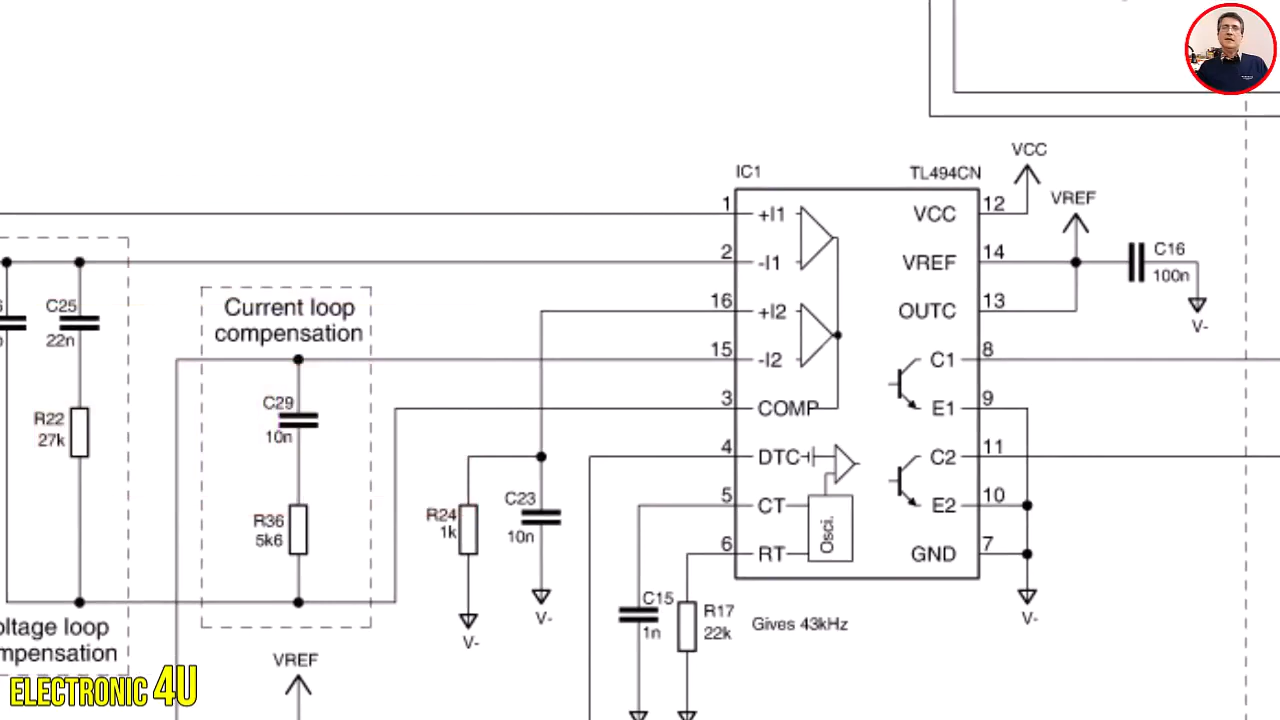 VCC
IC1
TL494CN
VREF
1
+I1
VCC
12
2
-I1
VREF
14
C16
100n
V-
16
+I2
OUTC
13
15
-I2
C1
8
3
COMP
E1
9
4
DTC
C2
11
5
CT
E2
10
6
RT
Osci.
GND
7
V-
C25
22n
R22
27k
Current loop
compensation
C29
10n
R36
5k6
R24
1k
V-
C23
10n
V-
C15
1n
R17
22k
Gives 43kHz
VREF
oltage loop
mpensation
ELECTRONIC 4U